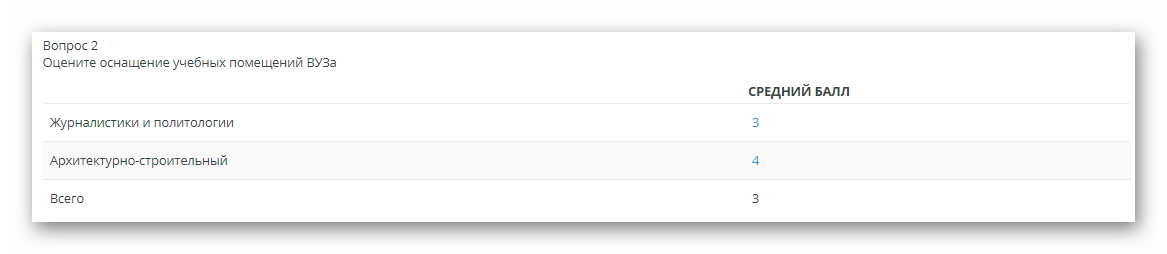 Вопрос 2
Оцените оснащение учебных помещений ВУЗа
СРЕДНИЙ БАЛЛ
Журналистики и политологии 3
Архитектурно-строительный 4
Всего 3